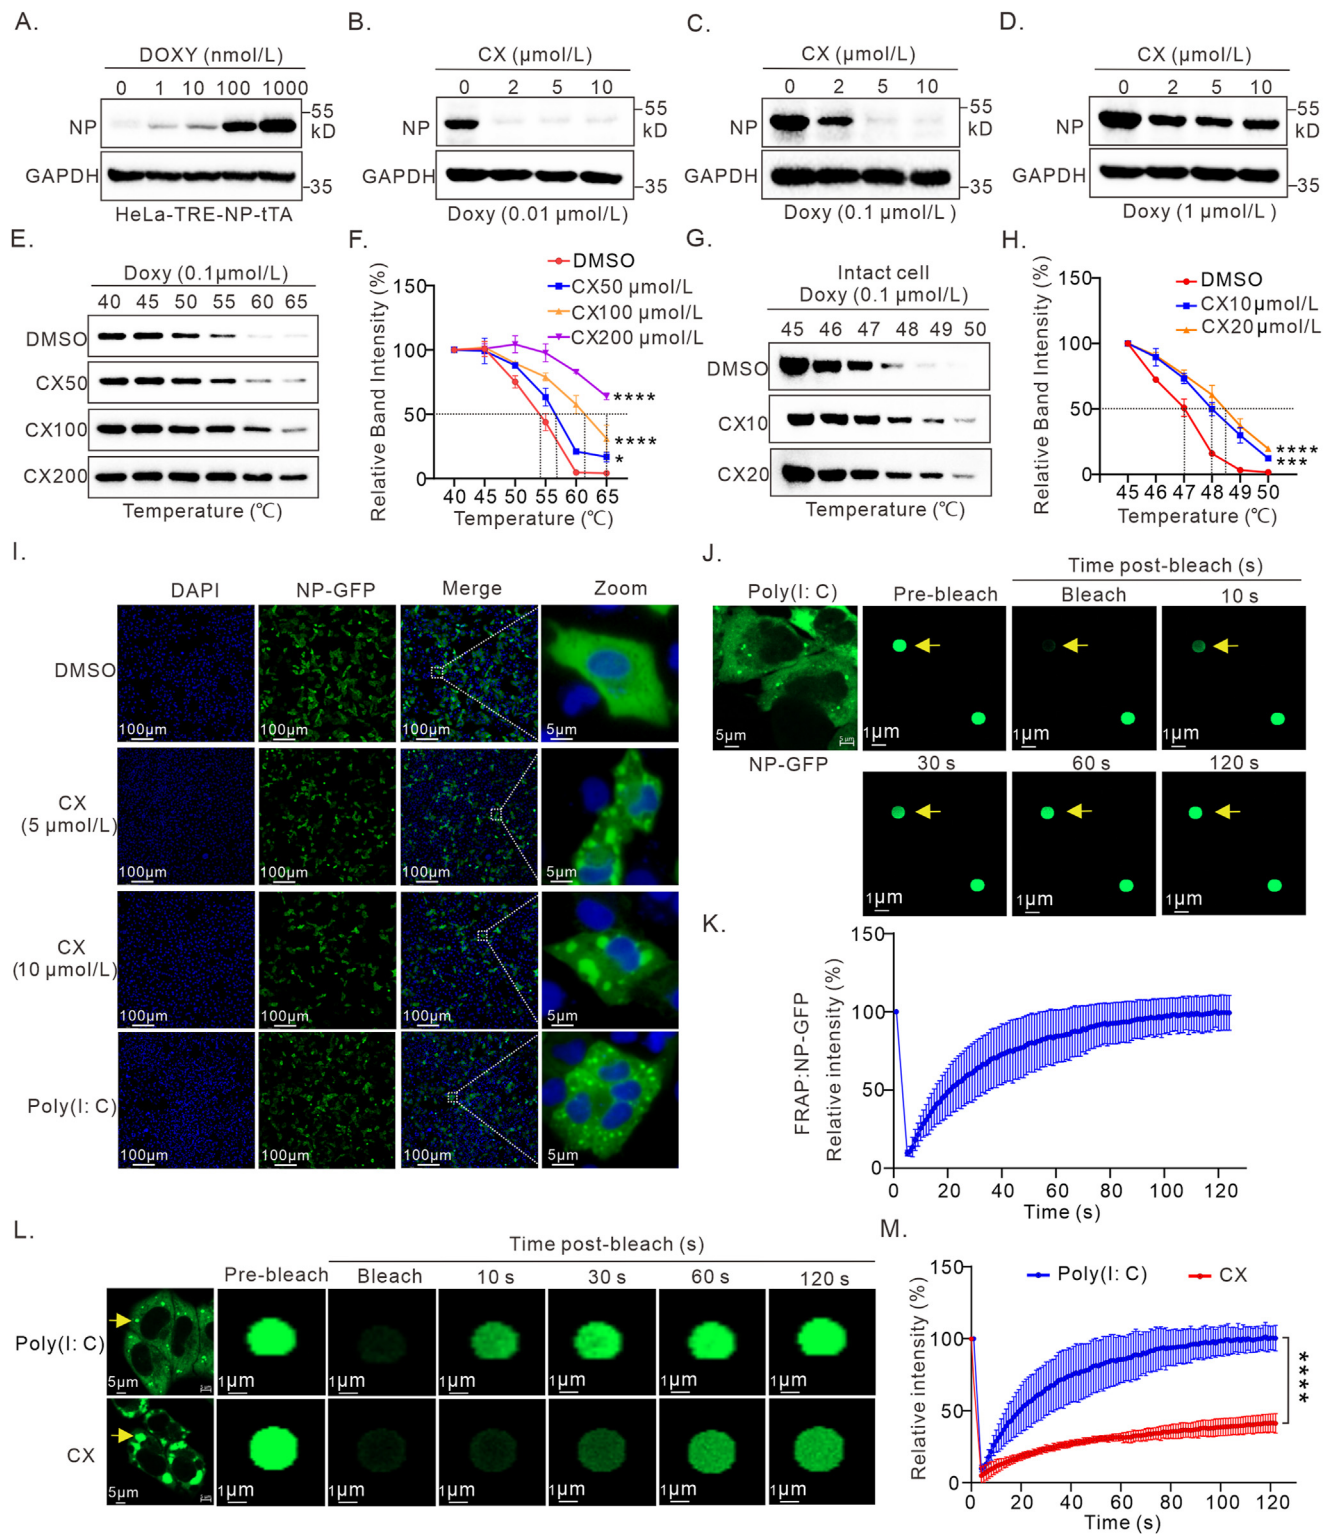 A.
DOXY (nmol/L)
0 1 10 100 1000
NP
55
kD
GAPDH
35
HeLa-TRE-NP-tTA
B.
CX (μmol/L)
0 2 5 10
NP
55
kD
GAPDH
35
Doxy (0.01 μmol/L)
C.
CX (μmol/L)
0 2 5 10
NP
55
kD
GAPDH
35
Doxy (0.1 μmol/L)
D.
CX (μmol/L)
0 2 5 10
NP
55
kD
GAPDH
35
Doxy (1 μmol/L )
E.
Doxy (0.1μmol/L)
40 45 50 55 60 65
DMSO
CX50
CX100
CX200
Temperature (℃)
F.
DMSO
CX50 μmol/L
CX100 μmol/L
CX200 μmol/L
Relative Band Intensity (%)
150
100
50
0
****
****
*
40 45 50 55 60 65
Temperature (℃)
G.
Intact cell
Doxy (0.1 μmol/L)
45 46 47 48 49 50
DMSO
CX10
CX20
Temperature (℃)
H.
DMSO
CX10μmol/L
CX20μmol/L
Relative Band Intensity (%)
150
100
50
0
****
***
45 46 47 48 49 50
Temperature (℃)
I.
DAPI NP-GFP Merge Zoom
DMSO
100μm 100μm 100μm 5μm
CX
(5 μmol/L)
100μm 100μm 100μm 5μm
CX
(10 μmol/L)
100μm 100μm 100μm 5μm
Poly(I: C)
100μm 100μm 100μm 5μm
J.
Time post-bleach (s)
Poly(I: C) Pre-bleach Bleach 10 s
5μm 5 μm 1μm 1μm 1μm
NP-GFP 30 s 60 s 120 s
1μm 1μm 1μm
K.
FRAP:NP-GFP
Relative intensity (%)
150
100
50
0
0 20 40 60 80 100 120
Time (s)
L.
Time post-bleach (s)
Pre-bleach Bleach 10 s 30 s 60 s 120 s
Poly(I: C)
5μm 1μm 1μm 1μm 1μm 1μm 1μm
CX
5μm 1μm 1μm 1μm 1μm 1μm 1μm
M.
Poly(I: C) CX
Relative intensity (%)
150
100
50
0
****
0 20 40 60 80 100 120
Time (s)